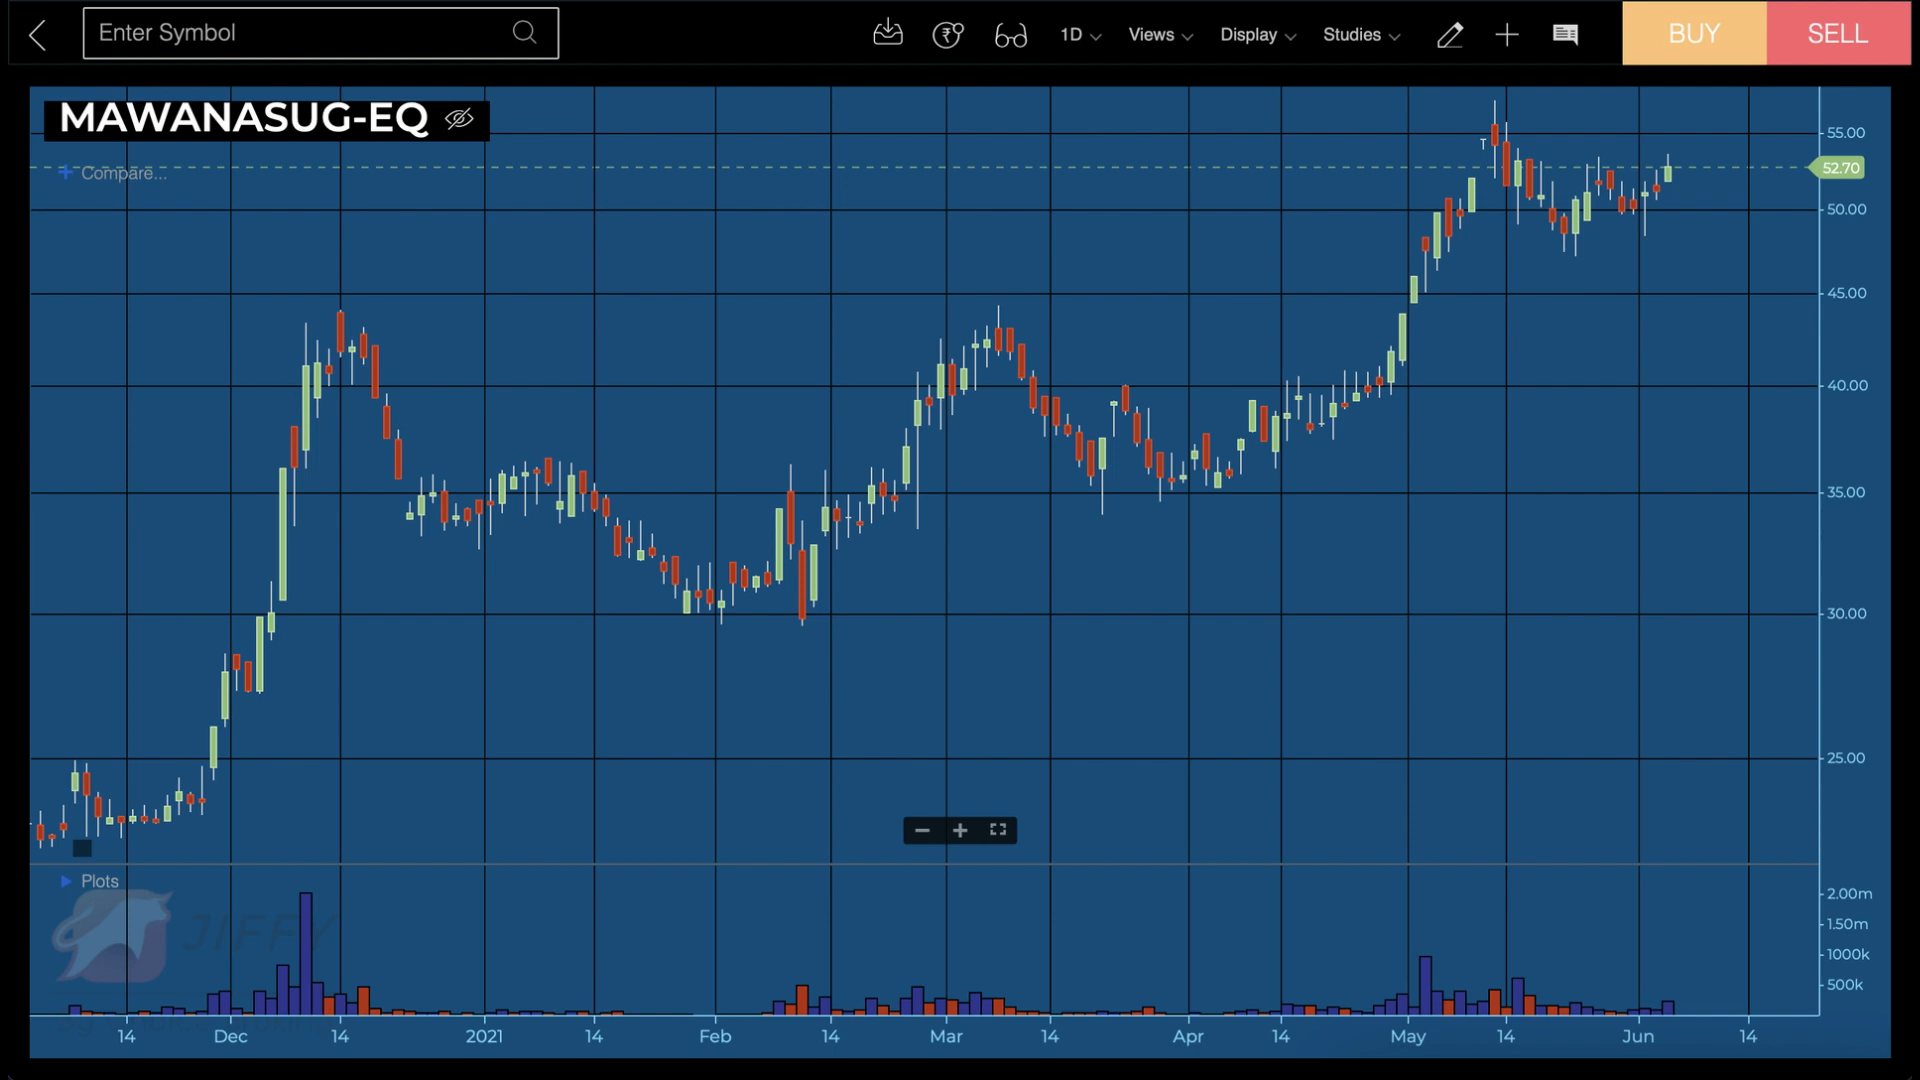 Enter Symbol
1D Views Display Studies BUY SELL
MAWANASUG-EQ
Compare...
55.00
52.70
50.00
45.00
40.00
35.00
30.00
25.00
Plots
JIFFY
2.00m
1.50m
1000k
500k
14 Dec 14 2021 14 Feb 14 Mar 14 Apr 14 May 14 Jun 14